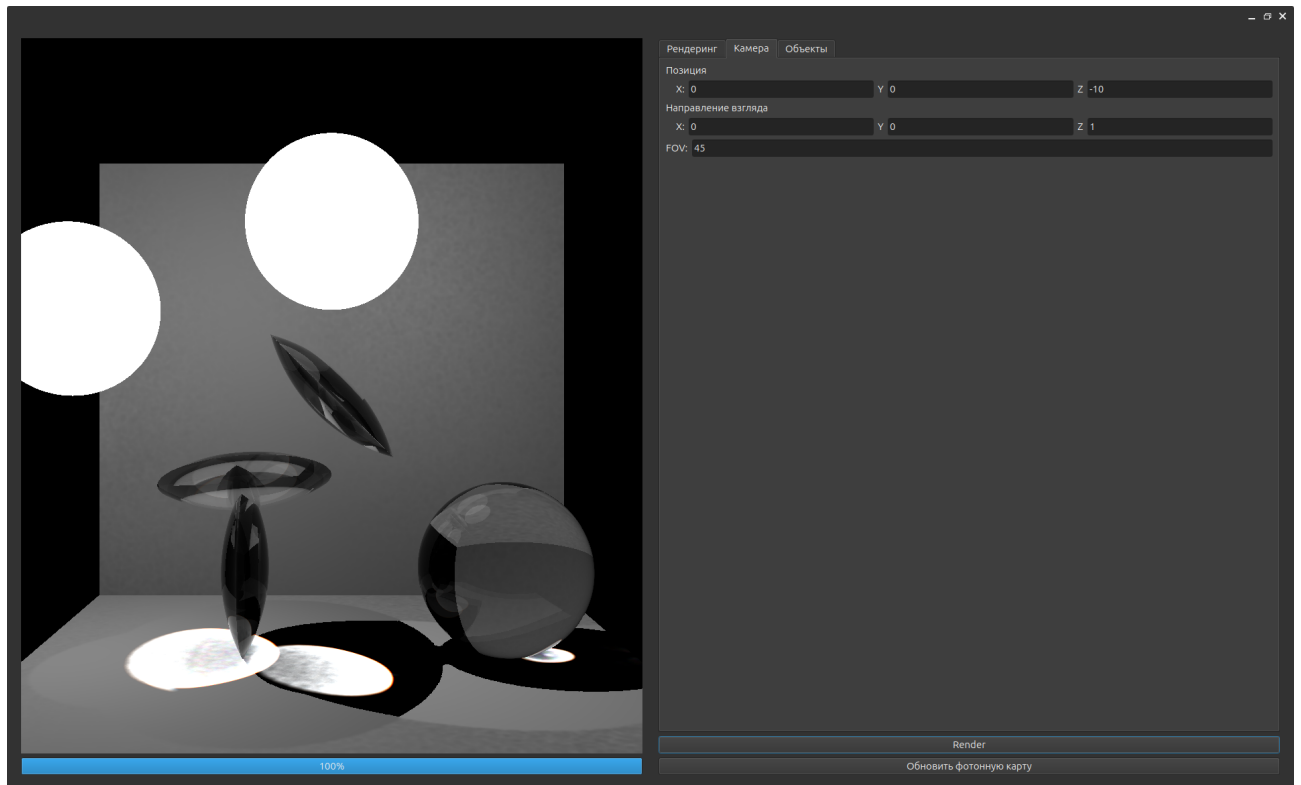 Рендеринг Камера Объекты
Позиция
X: 0 Y 0 Z -10
Направление взгляда
X: 0 Y 0 Z 1
FOV: 45
Render
100% Обновить фотонную карту